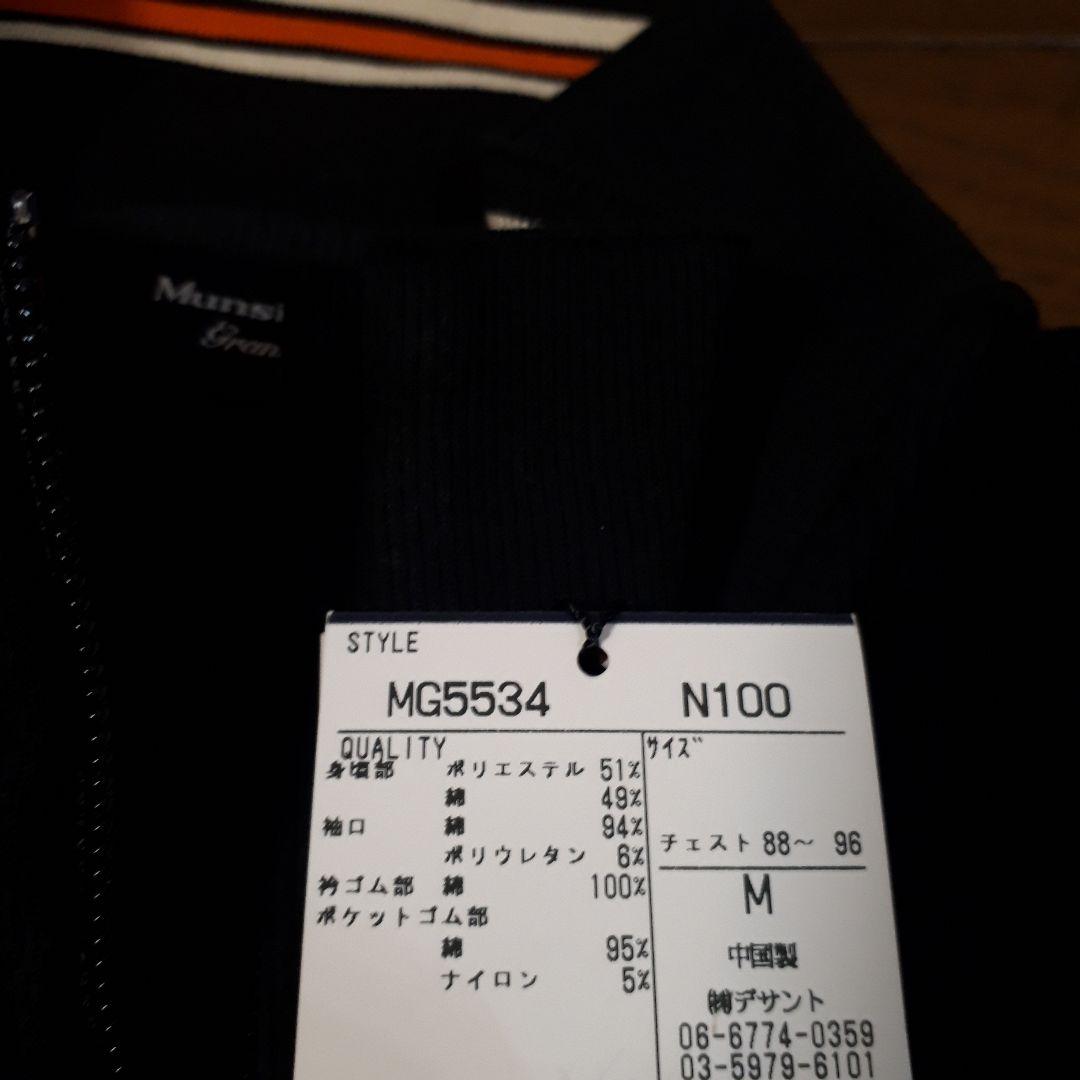 Munsi
Gran
STYLE
MG5534 N100
QUALITY
身頃部 ポリエステル 51%
綿 49%
袖口 綿 94%
ポリウレタン 6%
衿ゴム部 綿 100%
ポケットゴム部
綿 95%
ナイロン 5%
サイズ
チェスト 88~ 96
M
中国製
㈱デサント
06-6774-0359
03-5979-6101